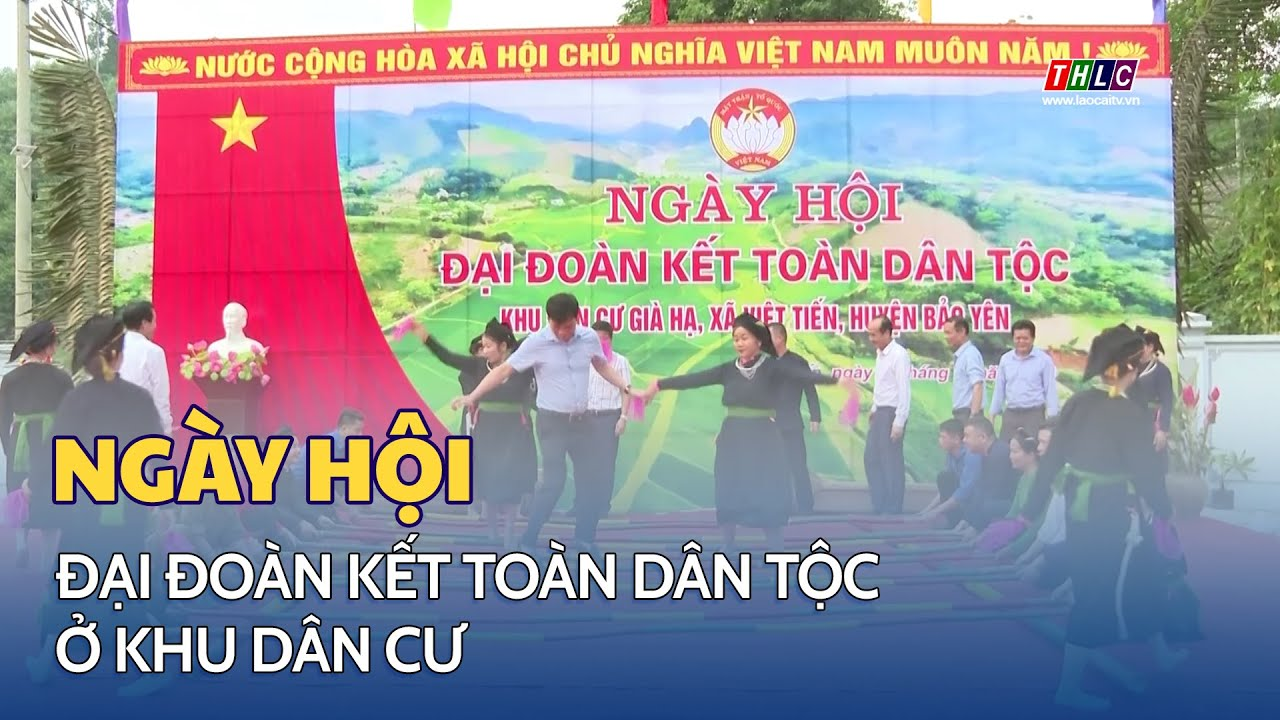 NƯỚC CỘNG HÒA XÃ HỘI CHỦ NGHĨA VIỆT NAM MUÔN NĂM !
THLC
www.laocaitv.vn
MẶT TRẬN TỔ QUỐC
VIỆT NAM
NGÀY HỘI
ĐẠI ĐOÀN KẾT TOÀN DÂN TỘC
KHU DÂN CƯ GIÀ HẠ, XÃ VIỆT TIẾN, HUYỆN BẢO YÊN
ngày
NGÀY HỘI
ĐẠI ĐOÀN KẾT TOÀN DÂN TỘC
Ở KHU DÂN CƯ